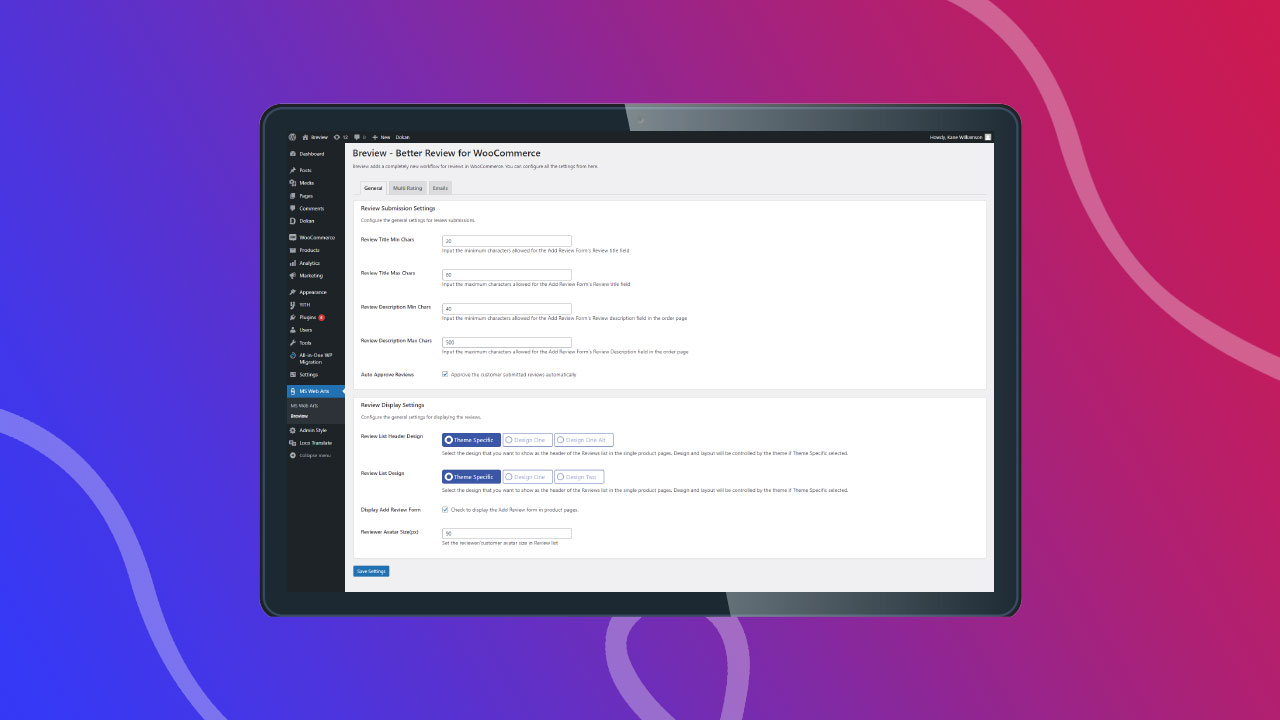 Breview
12
0
New
Dokan
Howdy, Kane Williamson
Dashboard
Posts
Media
Pages
Comments
Dokan
WooCommerce
Products
Analytics
Marketing
Appearance
YITH
Plugins
Users
Tools
All-in-One WP
Migration
Settings
MS Web Arts
MS Web Arts
Breview
Admin Style
Loco Translate
Collapse menu
Breview - Better Review for WooCommerce
Breview adds a completely new workflow for reviews in WooCommerce. You can configure all the settings from here.
General
Multi Rating
Emails
Review Submission Settings
Configure the general settings for review submissions.
Review Title Min Chars
20
Input the minimum characters allowed for the Add Review Form's Review title field
Review Title Max Chars
60
Input the maximum characters allowed for the Add Review Form's Review title field
Review Description Min Chars
40
Input the minimum characters allowed for the Add Review Form's Review description field in the order page
Review Description Max Chars
500
Input the maximum characters allowed for the Add Review Form's Review Description field in the order page
Auto Approve Reviews
Approve the customer submitted reviews automatically
Review Display Settings
Configure the general settings for displaying the reviews.
Review List Header Design
Theme Specific
Design One
Design One Alt
Select the design that you want to show as the header of the Reviews list in the single product pages. Design and layout will be controlled by the theme if Theme Specific selected.
Review List Design
Theme Specific
Design One
Design Two
Select the design that you want to show as the header of the Reviews list in the single product pages. Design and layout will be controlled by the theme if Theme Specific selected.
Display Add Review Form
Check to display the Add Review form in product pages.
Reviewer Avatar Size(px)
90
Set the reviewer/customer avatar size in Review list
Save Settings